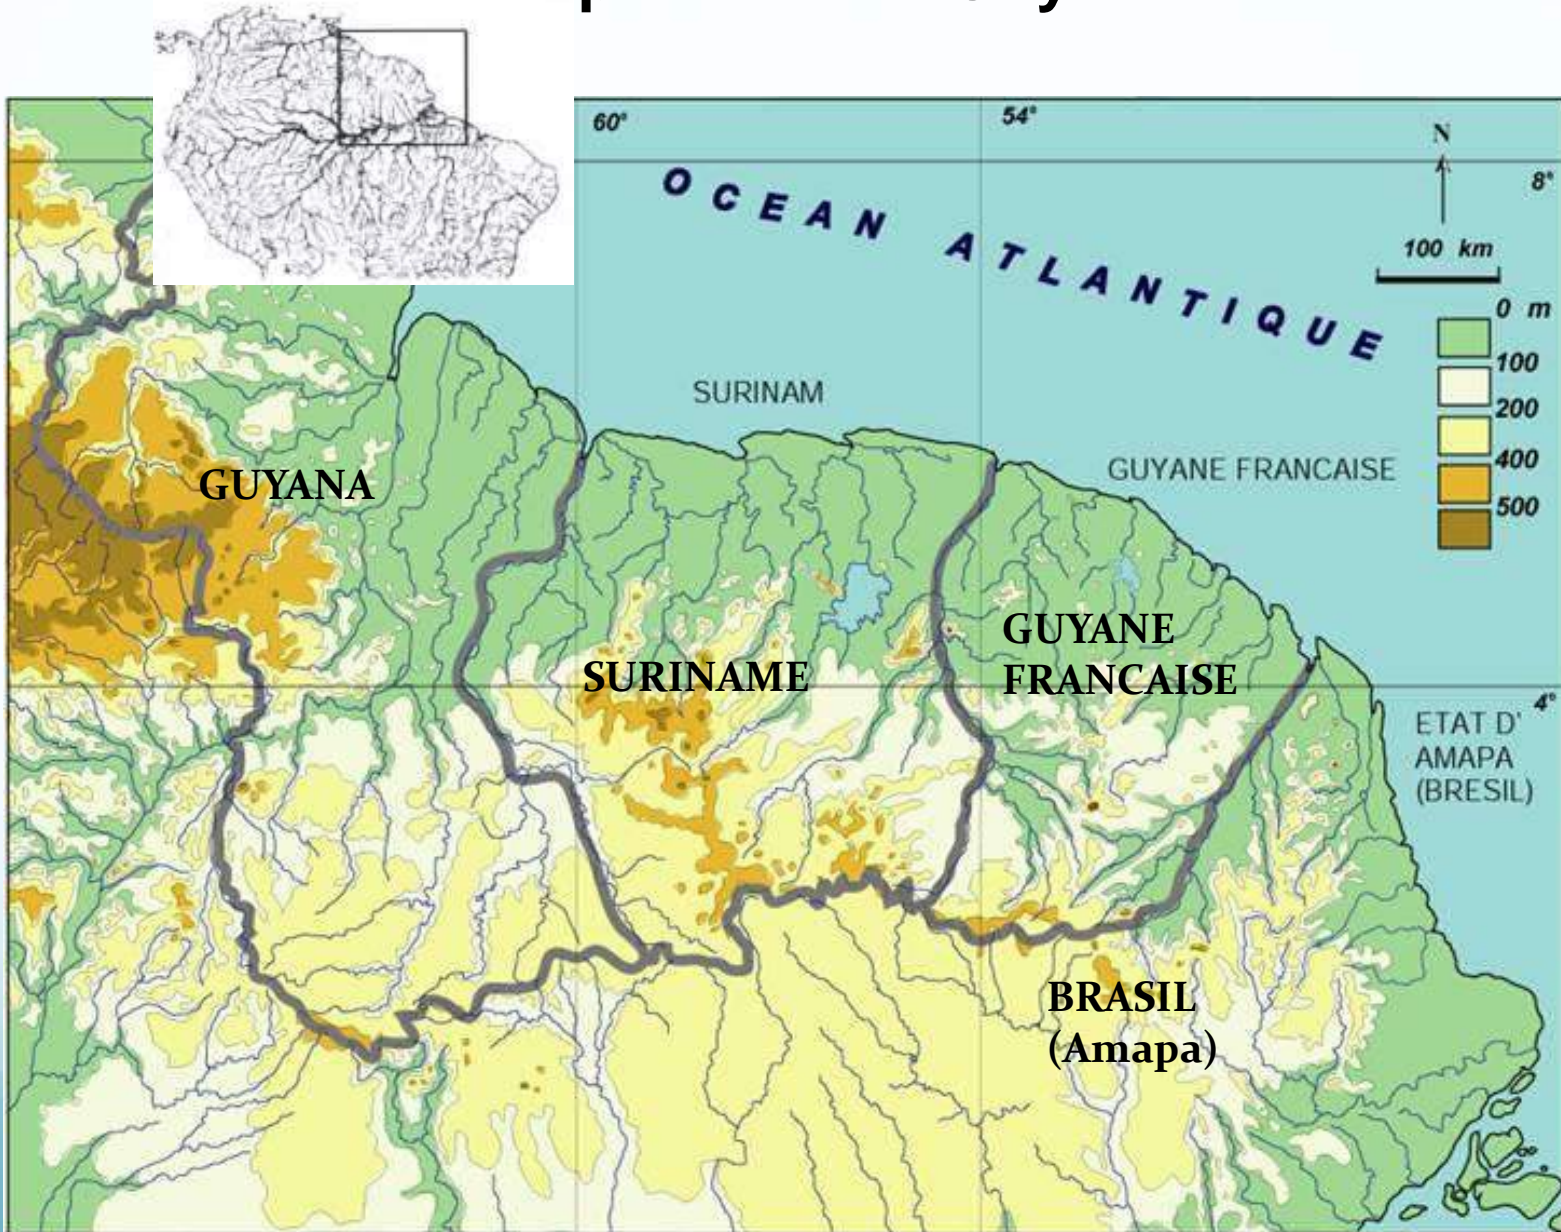 60°
54°
N
8°
OCEAN ATLANTIQUE
100 km
0 m
100
200
400
500
SURINAM
GUYANE FRANCAISE
GUYANA
GUYANE
FRANCAISE
SURINAME
4°
ETAT D'
AMAPA
(BRESIL)
BRASIL
(Amapa)